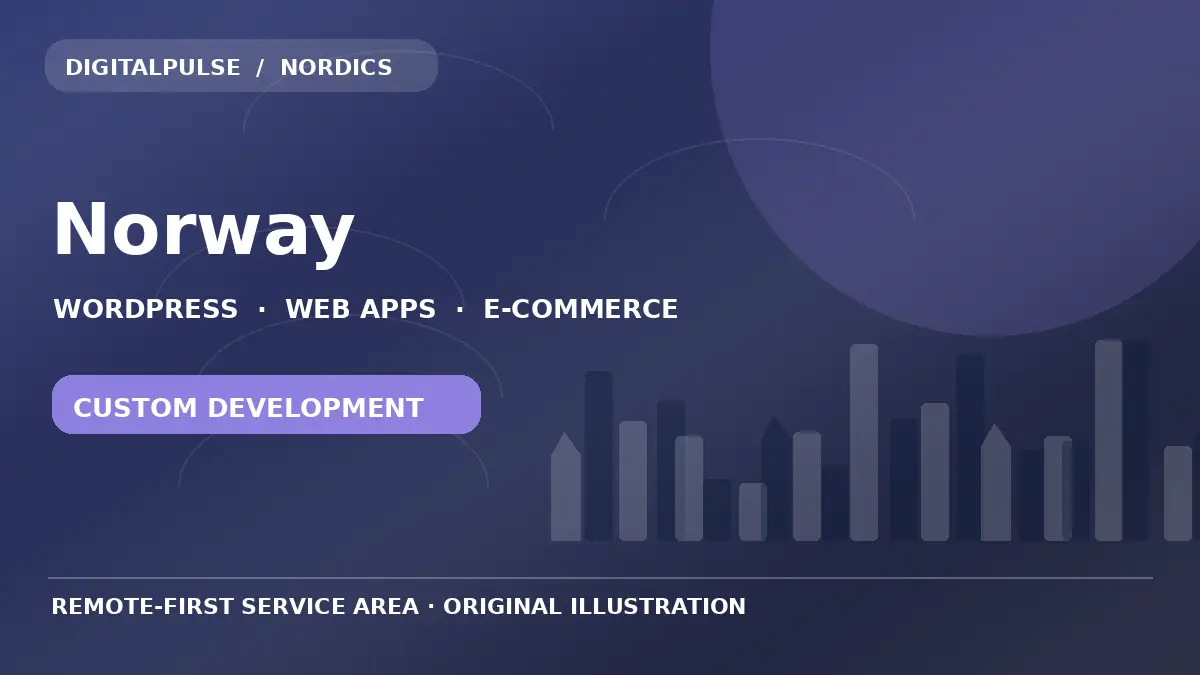 DIGITALPULSE / NORDICS
Norway
WORDPRESS · WEB APPS · E-COMMERCE
CUSTOM DEVELOPMENT
REMOTE-FIRST SERVICE AREA · ORIGINAL ILLUSTRATION